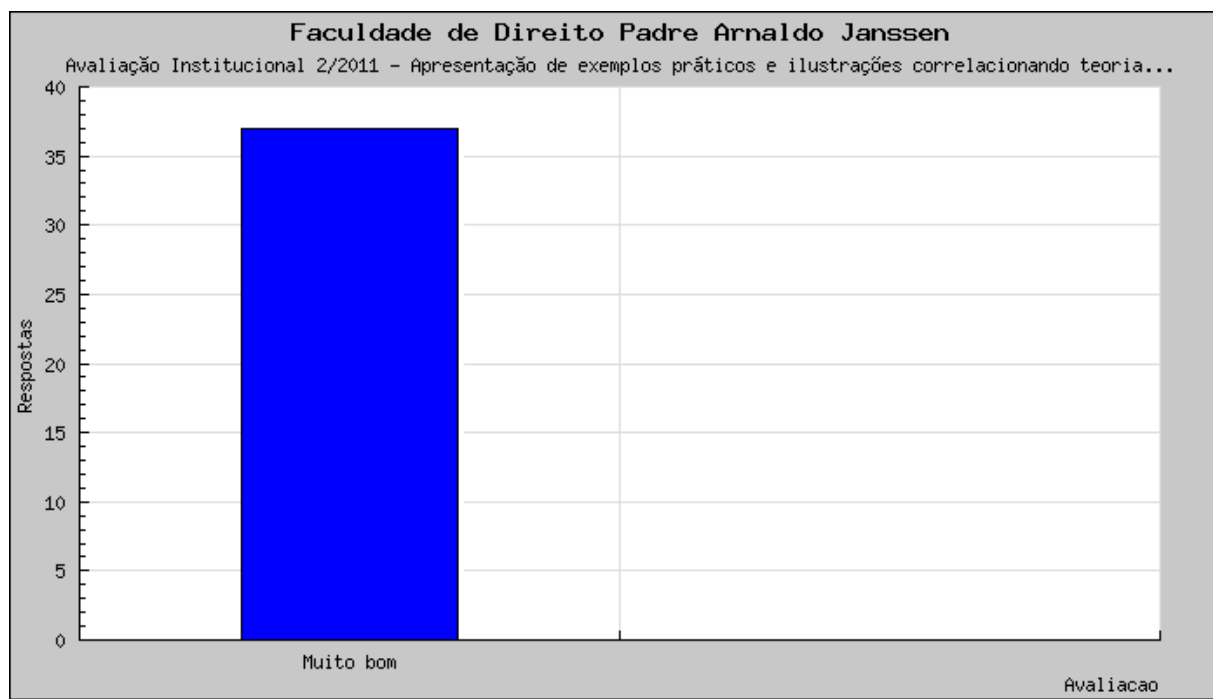 Faculdade de Direito Padre Arnaldo Janssen
Avaliação Institucional 2/2011 - Apresentação de exemplos práticos e ilustrações correlacionando teoria...
40
35
30
25
20
15
10
5
0
Respostas
Muito bom
Avaliacao